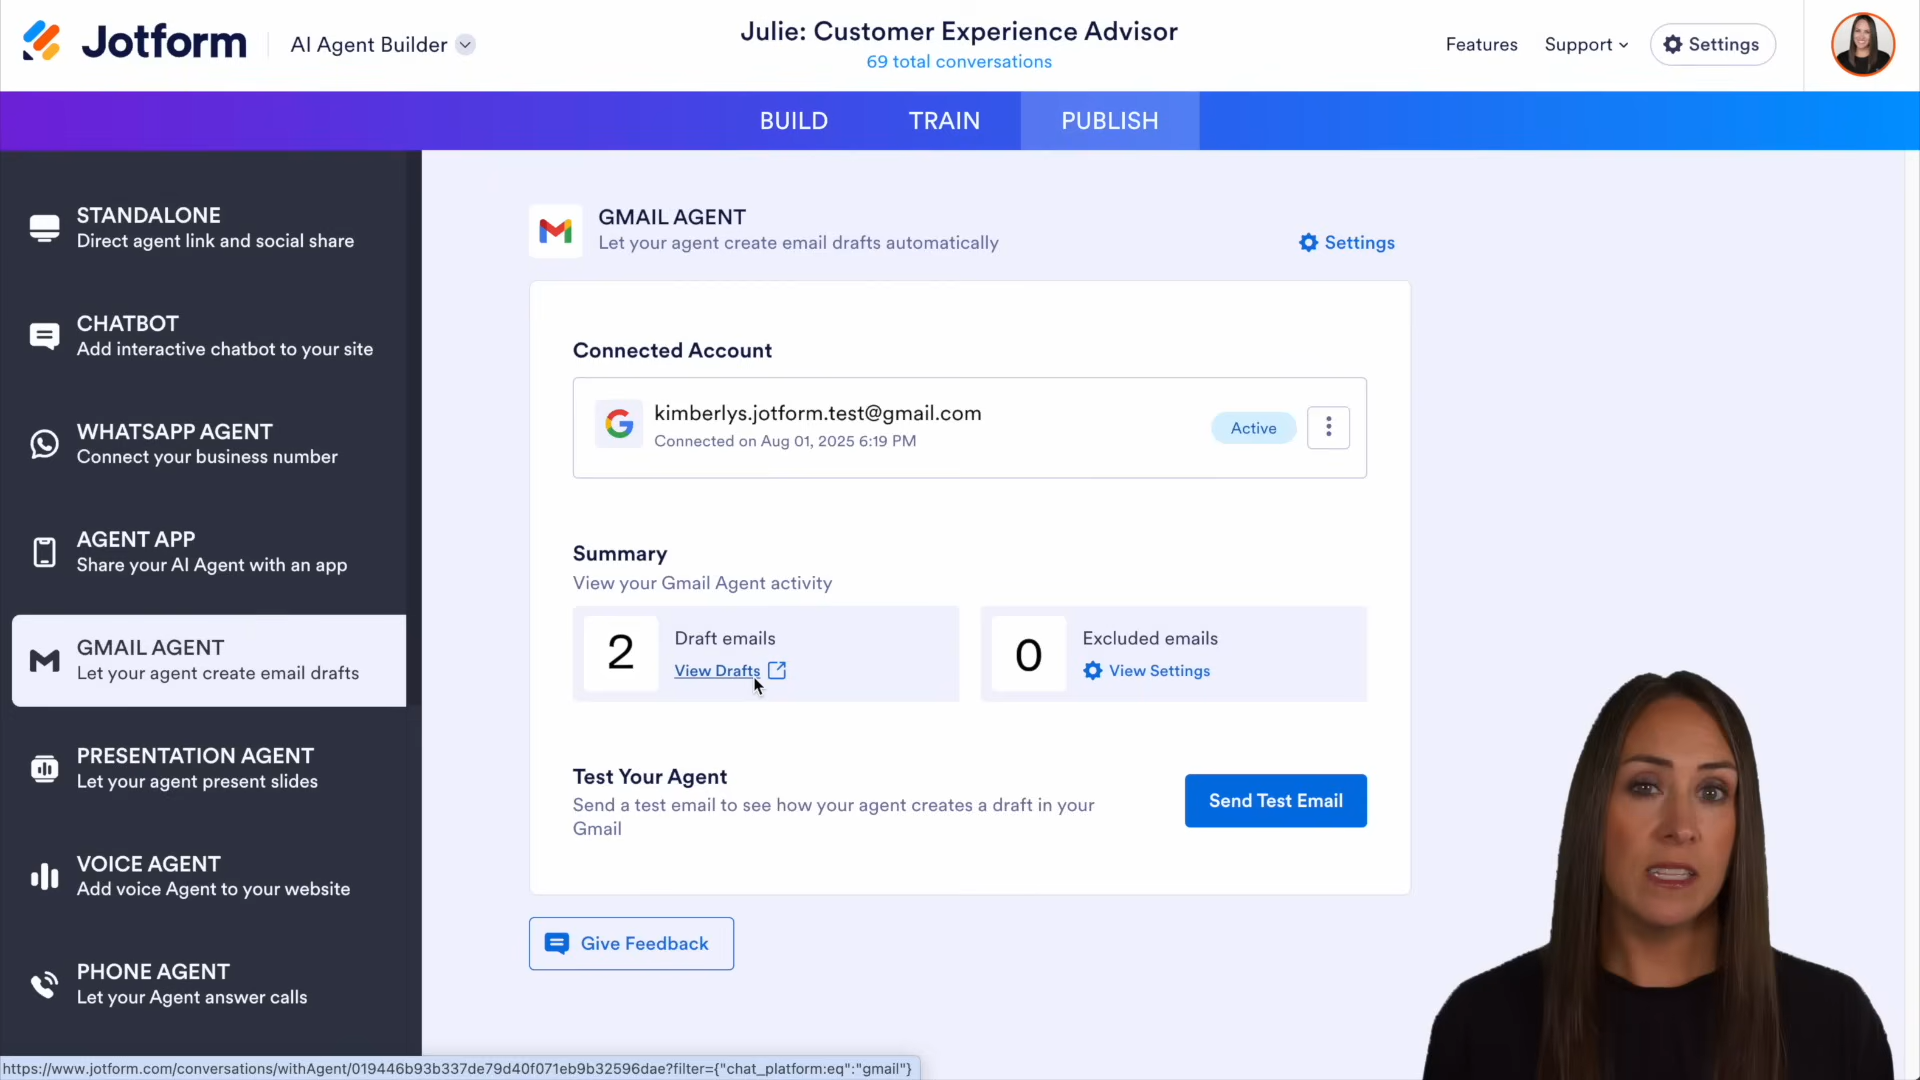 Jotform
AI Agent Builder
Julie: Customer Experience Advisor
69 total conversations
Features
Support
Settings
BUILD
TRAIN
PUBLISH
STANDALONE
Direct agent link and social share
CHATBOT
Add interactive chatbot to your site
WHATSAPP AGENT
Connect your business number
AGENT APP
Share your AI Agent with an app
GMAIL AGENT
Let your agent create email drafts
PRESENTATION AGENT
Let your agent present slides
VOICE AGENT
Add voice Agent to your website
PHONE AGENT
Let your Agent answer calls
GMAIL AGENT
Let your agent create email drafts automatically
Settings
Connected Account
kimberlys.jotform.test@gmail.com
Connected on Aug 01, 2025 6:19 PM
Active
Summary
View your Gmail Agent activity
2
Draft emails
View Drafts
0
Excluded emails
View Settings
Test Your Agent
Send a test email to see how your agent creates a draft in your
Gmail
Send Test Email
Give Feedback
https://www.jotform.com/conversations/withAgent/019446b93b337de79d40f071eb9b32596dae?filter={"chat_platform:eq":"gmail"}